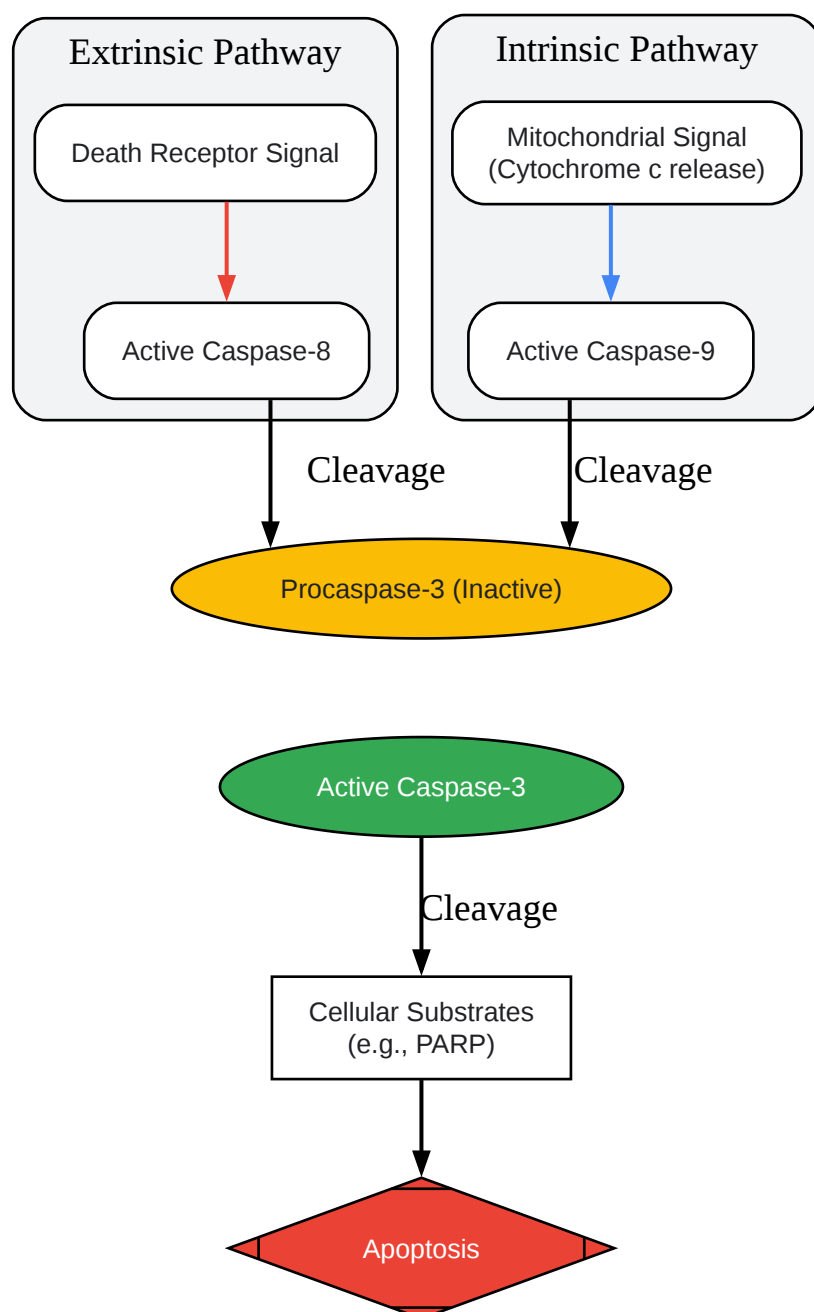 Extrinsic Pathway
Intrinsic Pathway
Death Receptor Signal
Mitochondrial Signal
(Cytochrome c release)
Active Caspase-8
Active Caspase-9
Cleavage
Cleavage
Procaspase-3 (Inactive)
Active Caspase-3
Cleavage
Cellular Substrates
(e.g., PARP)
Apoptosis